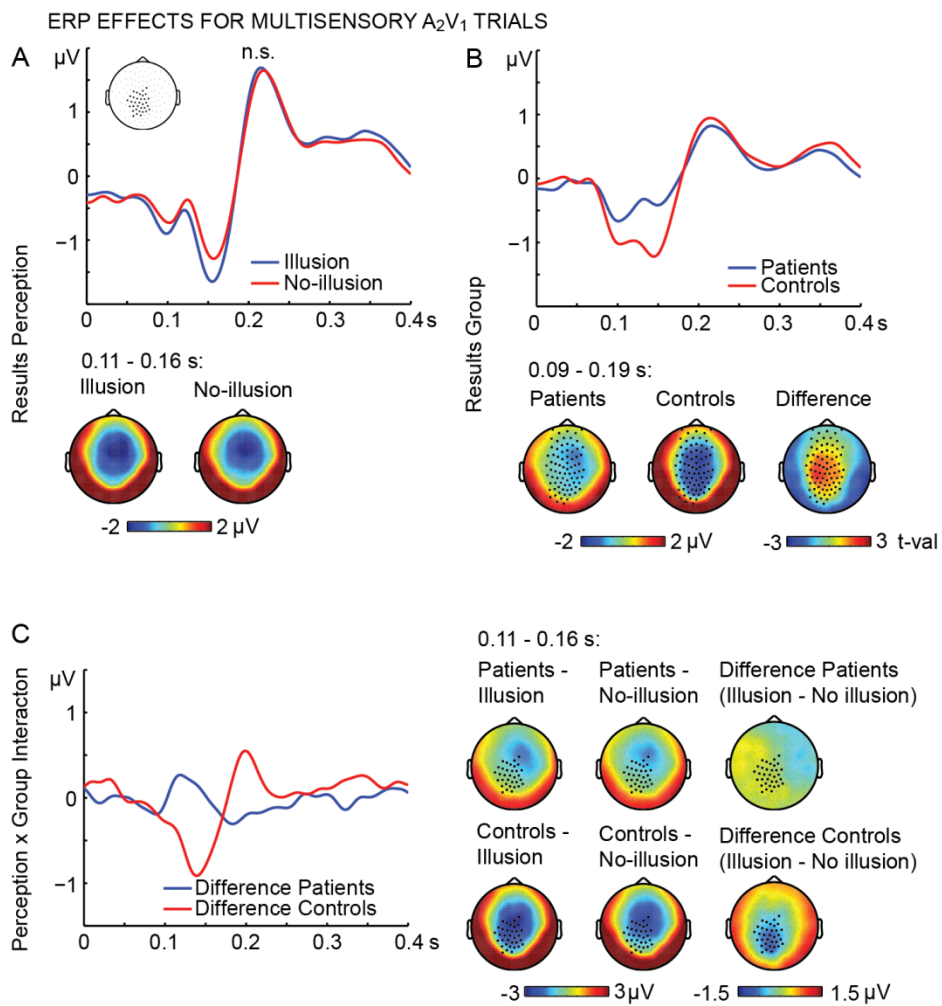 ERP EFFECTS FOR MULTISENSORY A₂V₁ TRIALS
A
µV
n.s.
1
0
−1
Illusion
No-illusion
0 0.1 0.2 0.3 0.4 s
Results Perception
0.11 - 0.16 s:
Illusion No-illusion
-2 2 µV
B
µV
1
0
−1
Patients
Controls
0 0.1 0.2 0.3 0.4 s
Results Group
0.09 - 0.19 s:
Patients Controls Difference
-2 2 µV -3 3 t-val
C
µV
1
0
−1
Difference Patients
Difference Controls
0 0.1 0.2 0.3 0.4 s
Perception x Group Interacton
0.11 - 0.16 s:
Patients - Patients - Difference Patients
Illusion No-illusion (Illusion - No illusion)
Controls - Controls - Difference Controls
Illusion No-illusion (Illusion - No illusion)
-3 3 µV -1.5 1.5 µV